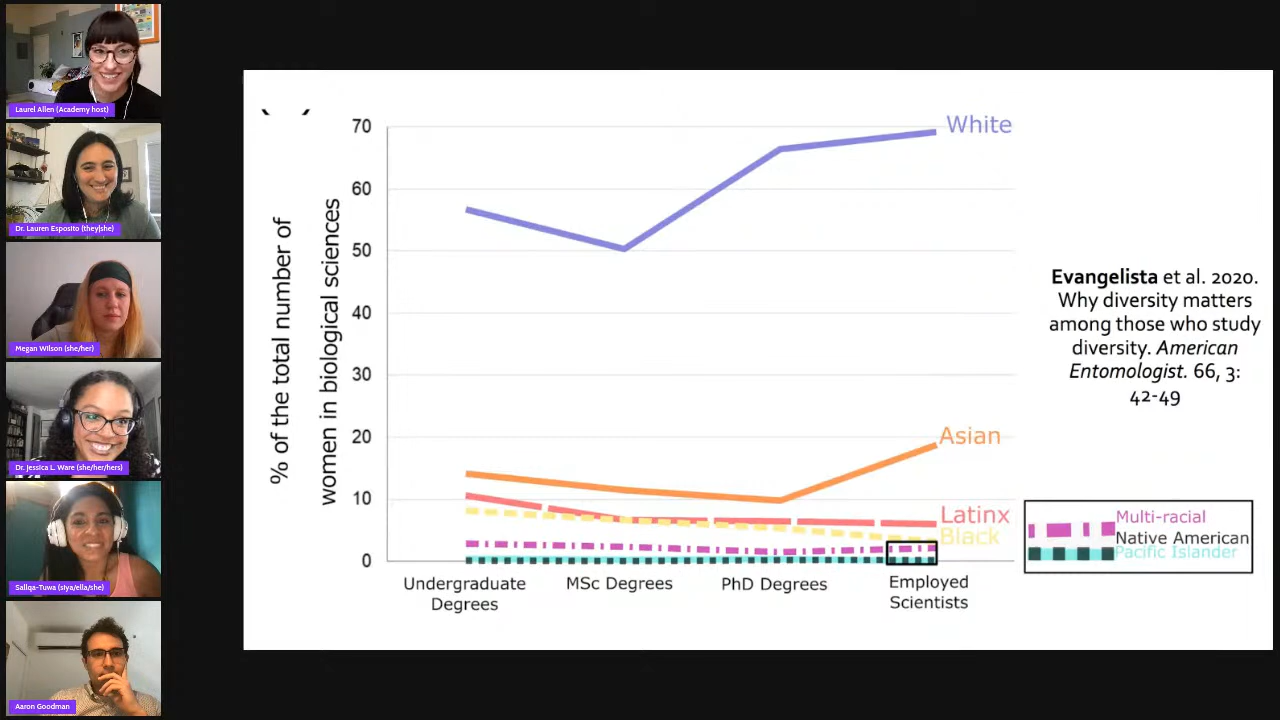 Laurel Allen (Academy host)
Dr. Lauren Esposito (they|she)
Megan Wilson (she/her)
Dr. Jessica L. Ware (she/her/hers)
Sallqa-Tuwa (siya/ella/she)
Aaron Goodman
% of the total number of
women in biological sciences
70
60
50
40
30
20
10
0
White
Asian
Latinx
Black
Undergraduate
Degrees
MSc Degrees
PhD Degrees
Employed
Scientists
Evangelista et al. 2020.
Why diversity matters
among those who study
diversity. American
Entomologist. 66, 3:
42-49
Multi-racial
Native American
Pacific Islander